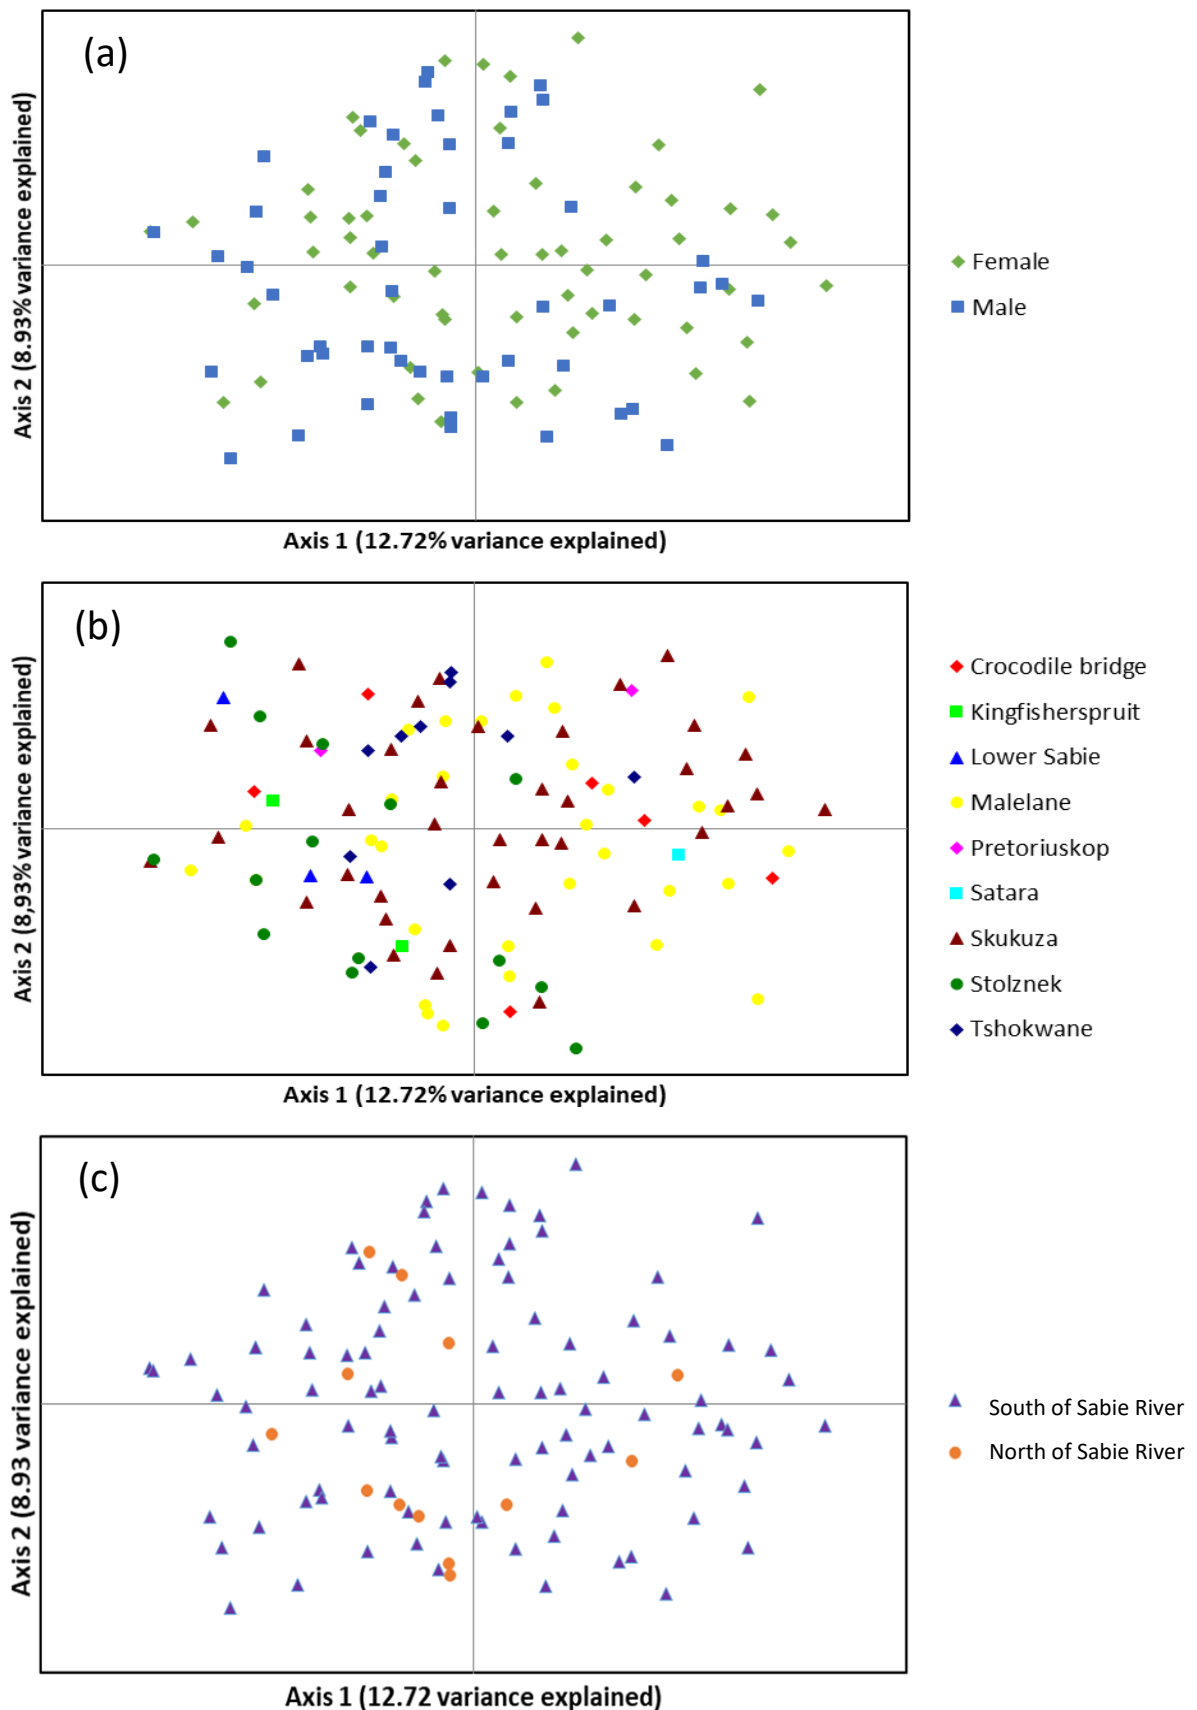 (a)
Axis 2 (8.93% variance explained)
Female
Male
Axis 1 (12.72% variance explained)
(b)
Axis 2 (8,93% variance explained)
Crocodile bridge
Kingfisherspruit
Lower Sabie
Malelane
Pretoriuskop
Satara
Skukuza
Stolznek
Tshokwane
Axis 1 (12.72% variance explained)
(c)
Axis 2 (8.93 variance explained)
South of Sabie River
North of Sabie River
Axis 1 (12.72 variance explained)